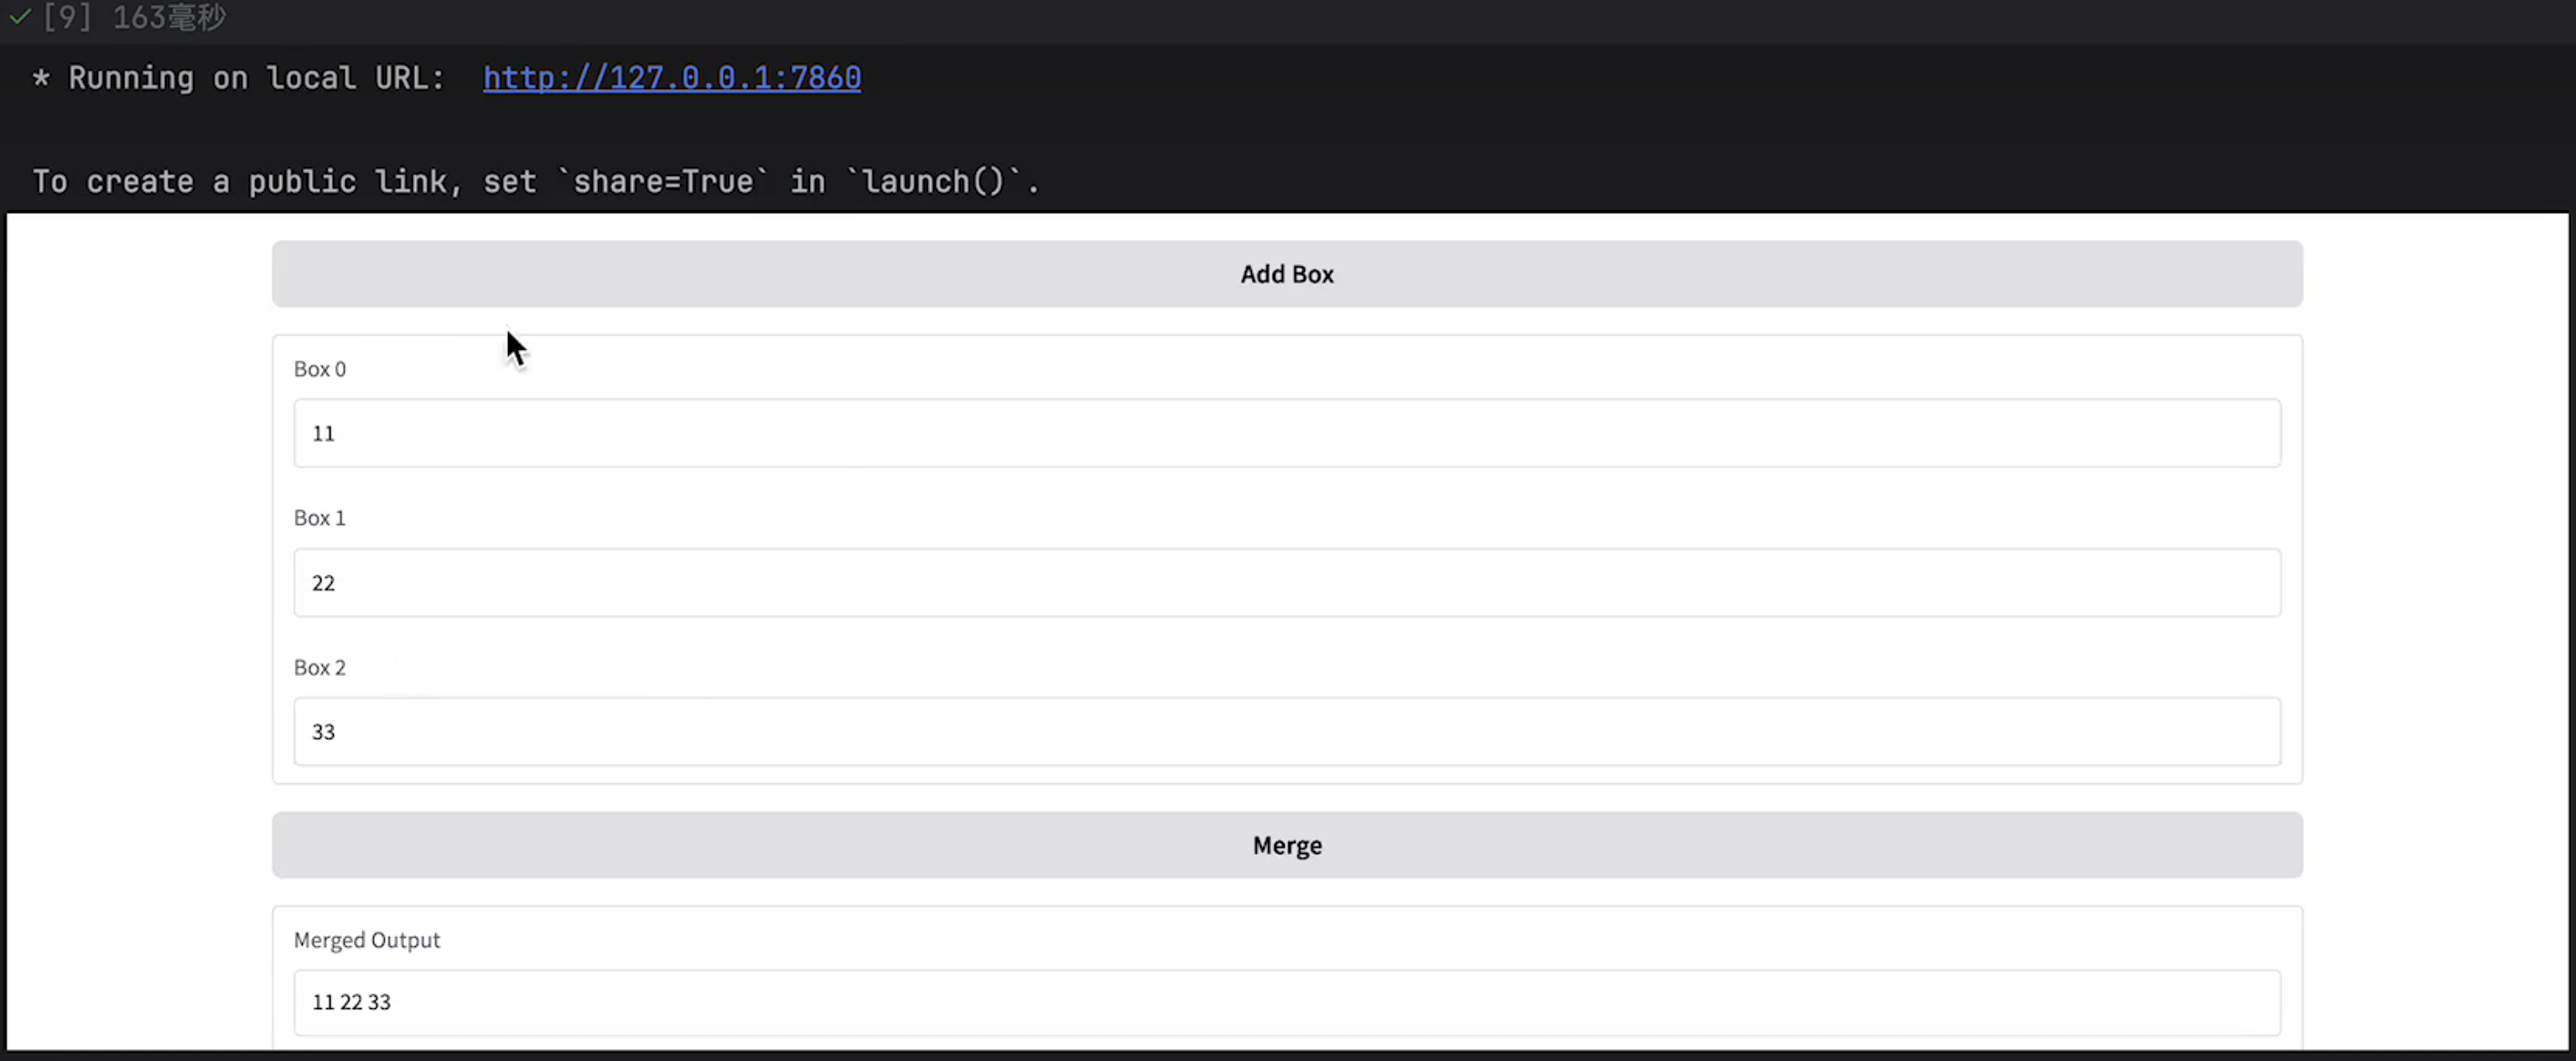 [9] 163毫秒
* Running on local URL:  http://127.0.0.1:7860
To create a public link, set `share=True` in `launch()`.
Add Box
Box 0
11
Box 1
22
Box 2
33
Merge
Merged Output
11 22 33